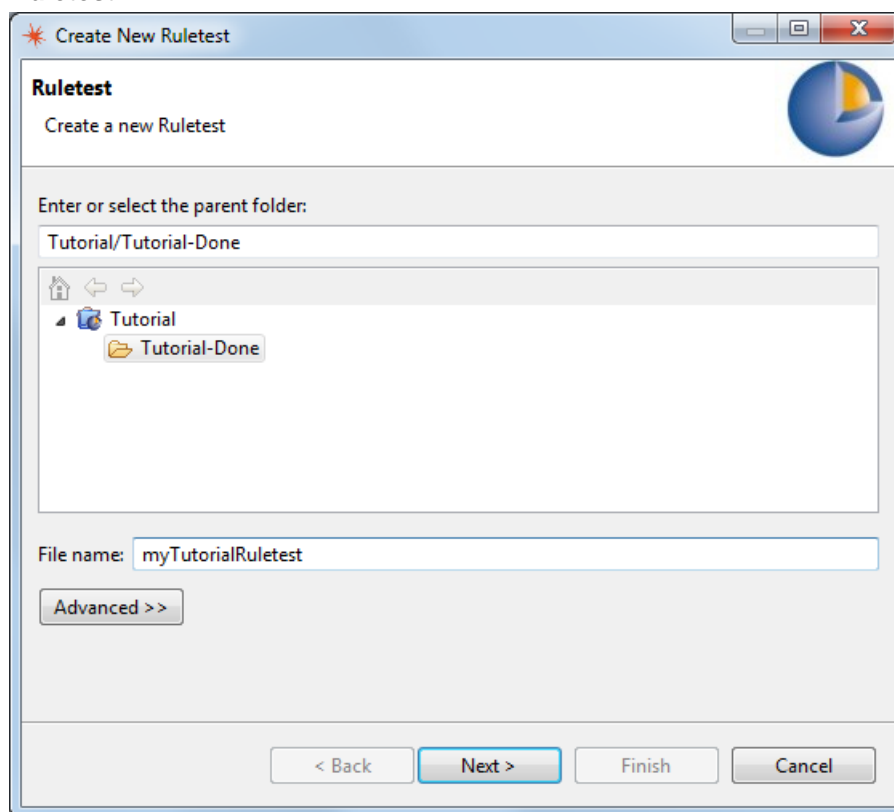 Create New Ruletest
Ruletest
Create a new Ruletest
Enter or select the parent folder:
Tutorial/Tutorial-Done
Tutorial
Tutorial-Done
File name: myTutorialRuletest
Advanced >>
< Back Next > Finish Cancel